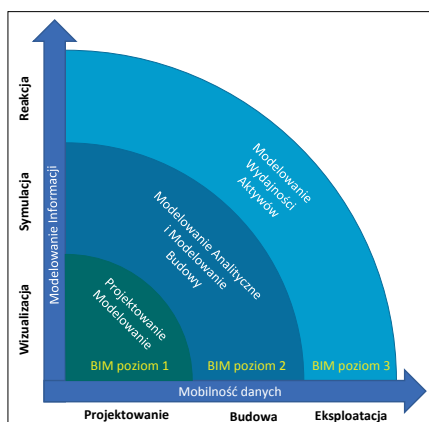 Reakcja
Symulacja
Wizualizacja
Modelowanie Informacji
Modelowanie
Wydajności
Aktywów
Modelowanie Analityczne
i Modelowanie
Budowy
Projektowanie
Modelowanie
BIM poziom 1
BIM poziom 2
BIM poziom 3
Mobilność danych
Projektowanie
Budowa
Eksploatacja